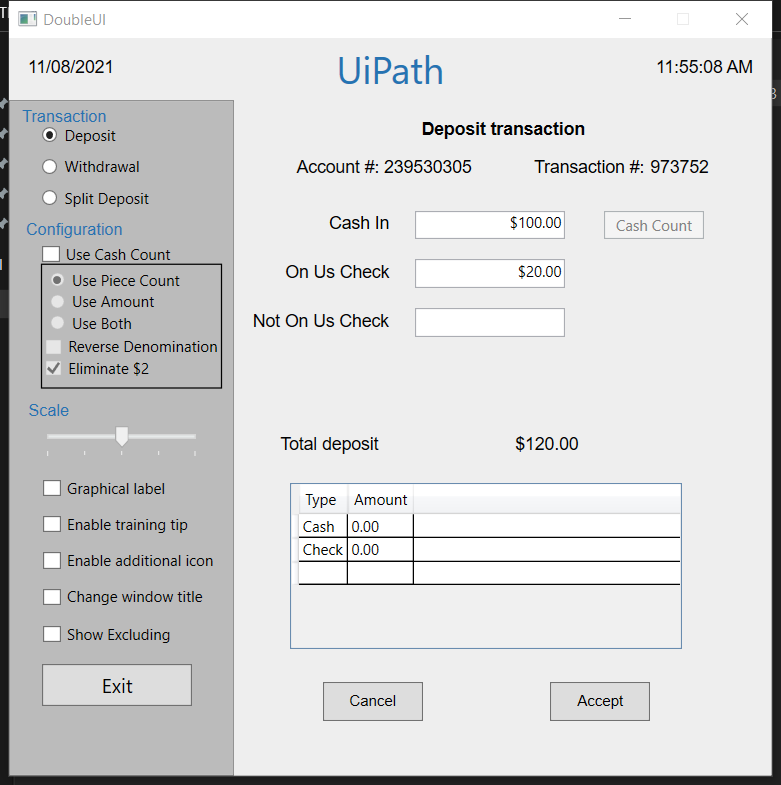 DoubleUI
11/08/2021
UiPath
11:55:08 AM
Transaction
Deposit
Withdrawal
Split Deposit
Configuration
Use Cash Count
Use Piece Count
Use Amount
Use Both
Reverse Denomination
Eliminate $2
Scale
Graphical label
Enable training tip
Enable additional icon
Change window title
Show Excluding
Exit
Deposit transaction
Account #: 239530305 Transaction #: 973752
Cash In $100.00 Cash Count
On Us Check $20.00
Not On Us Check
Total deposit $120.00
Type Amount
Cash 0.00
Check 0.00
Cancel Accept